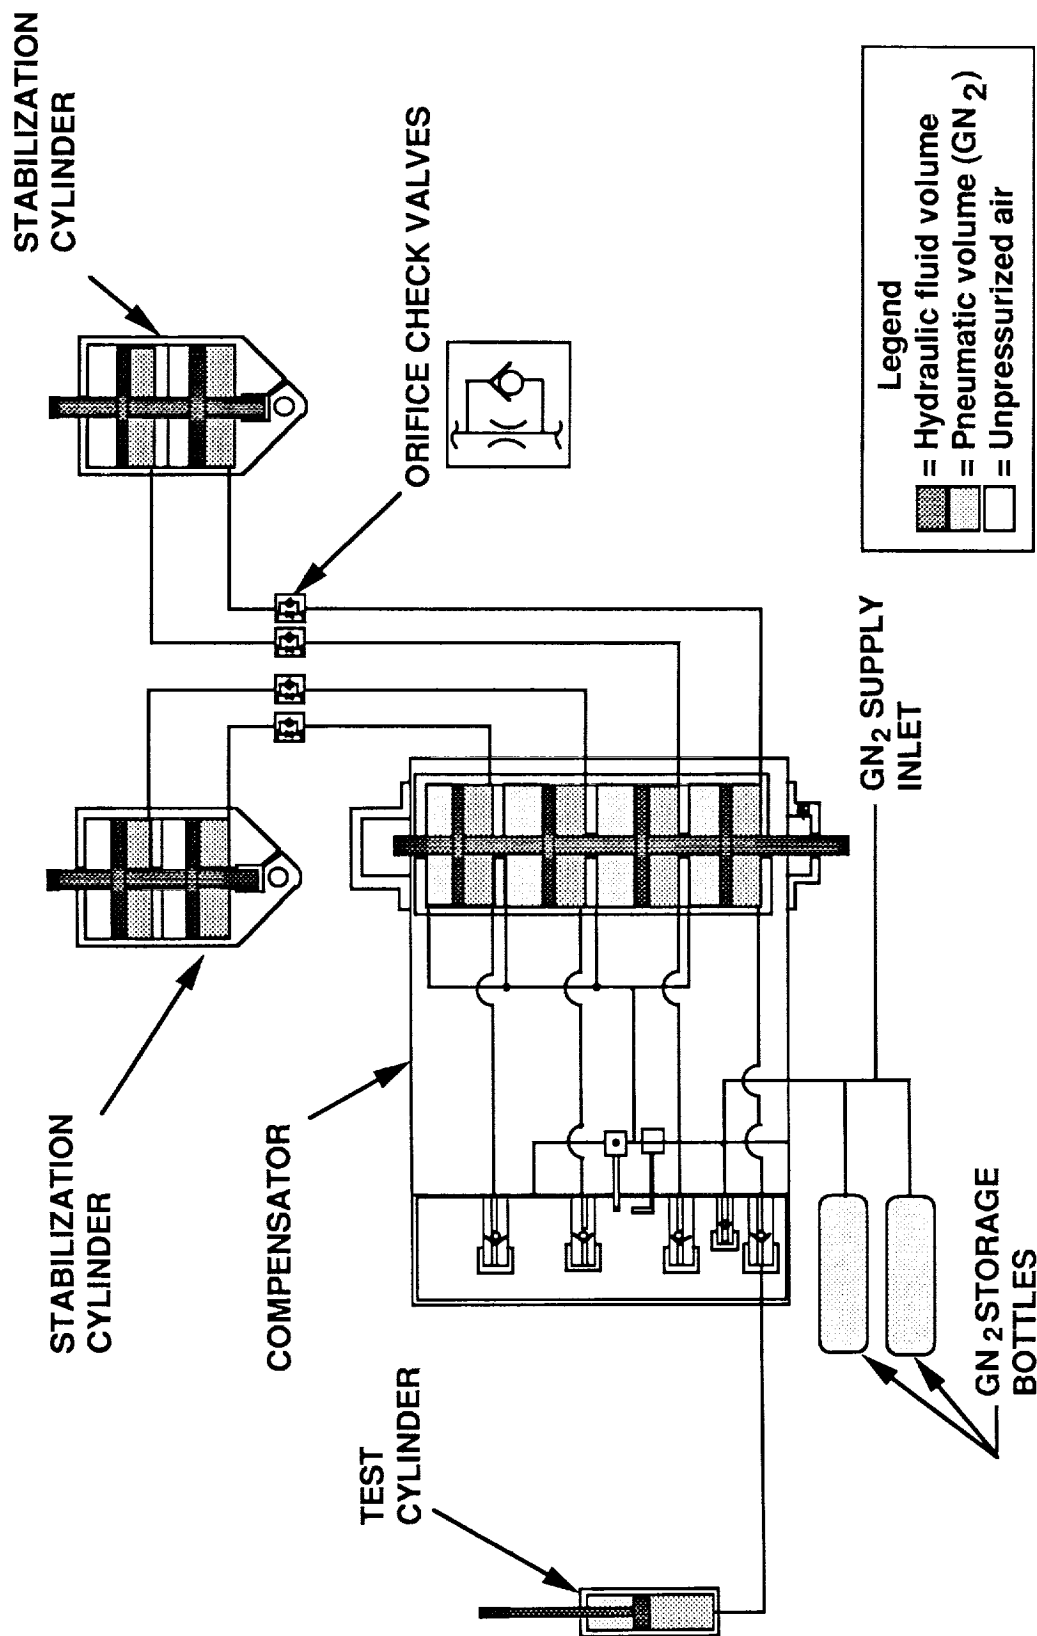 STABILIZATION
CYLINDER
STABILIZATION
CYLINDER
ORIFICE CHECK VALVES
COMPENSATOR
TEST
CYLINDER
GN2 SUPPLY
INLET
GN2 STORAGE
BOTTLES
Legend
= Hydraulic fluid volume
= Pneumatic volume (GN2)
= Unpressurized air